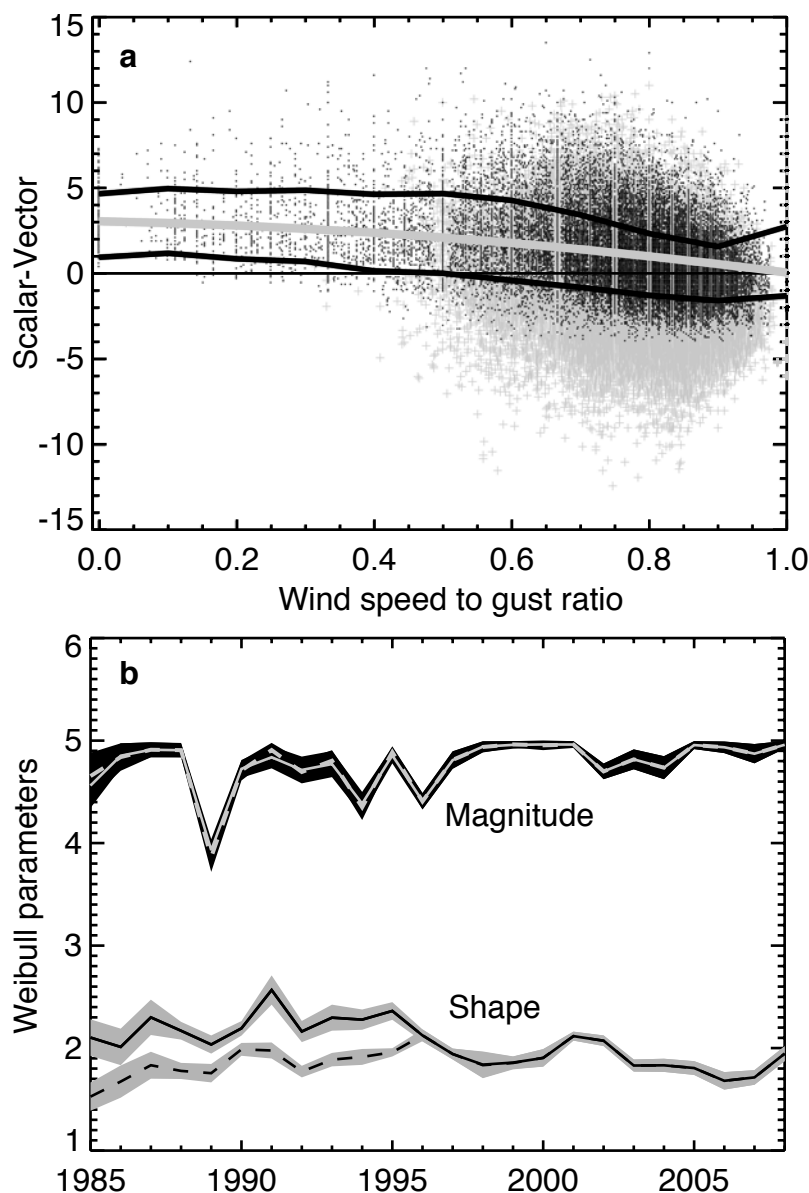 a
15
10
5
0
-5
-10
-15
Scalar-Vector
0.0 0.2 0.4 0.6 0.8 1.0
Wind speed to gust ratio
b
6
5
4
3
2
1
Weibull parameters
Magnitude
Shape
1985 1990 1995 2000 2005